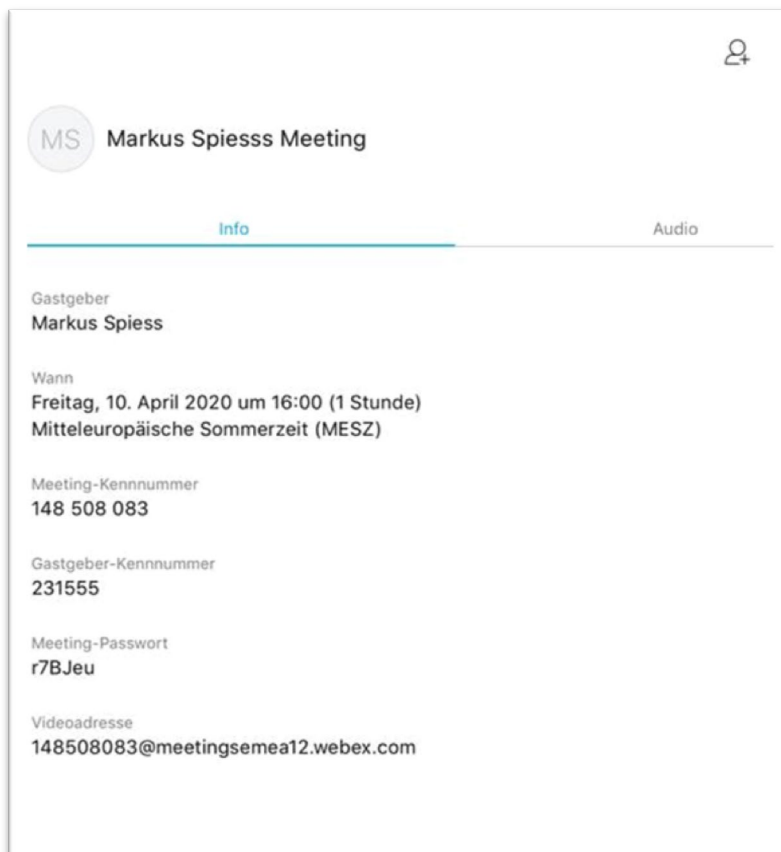 MS
Markus Spiesss Meeting
Info
Audio
Gastgeber
Markus Spiess
Wann
Freitag, 10. April 2020 um 16:00 (1 Stunde)
Mitteleuropäische Sommerzeit (MESZ)
Meeting-Kennnummer
148 508 083
Gastgeber-Kennnummer
231555
Meeting-Passwort
r7BJeu
Videoadresse
148508083@meetingsemea12.webex.com